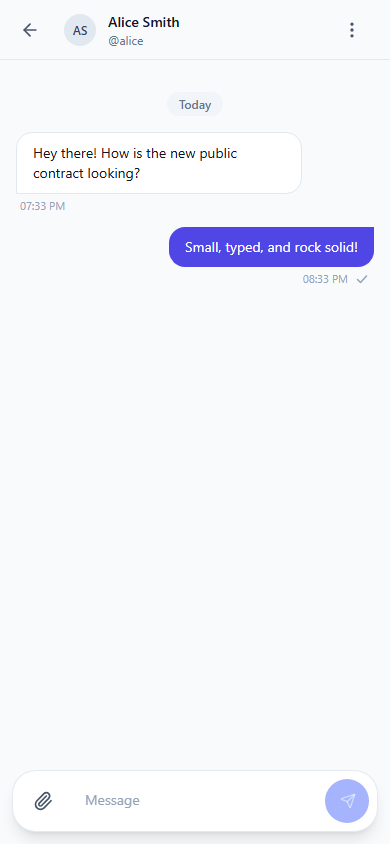 AS
Alice Smith
@alice
Today
Hey there! How is the new public
contract looking?
07:33 PM
Small, typed, and rock solid!
08:33 PM
Message